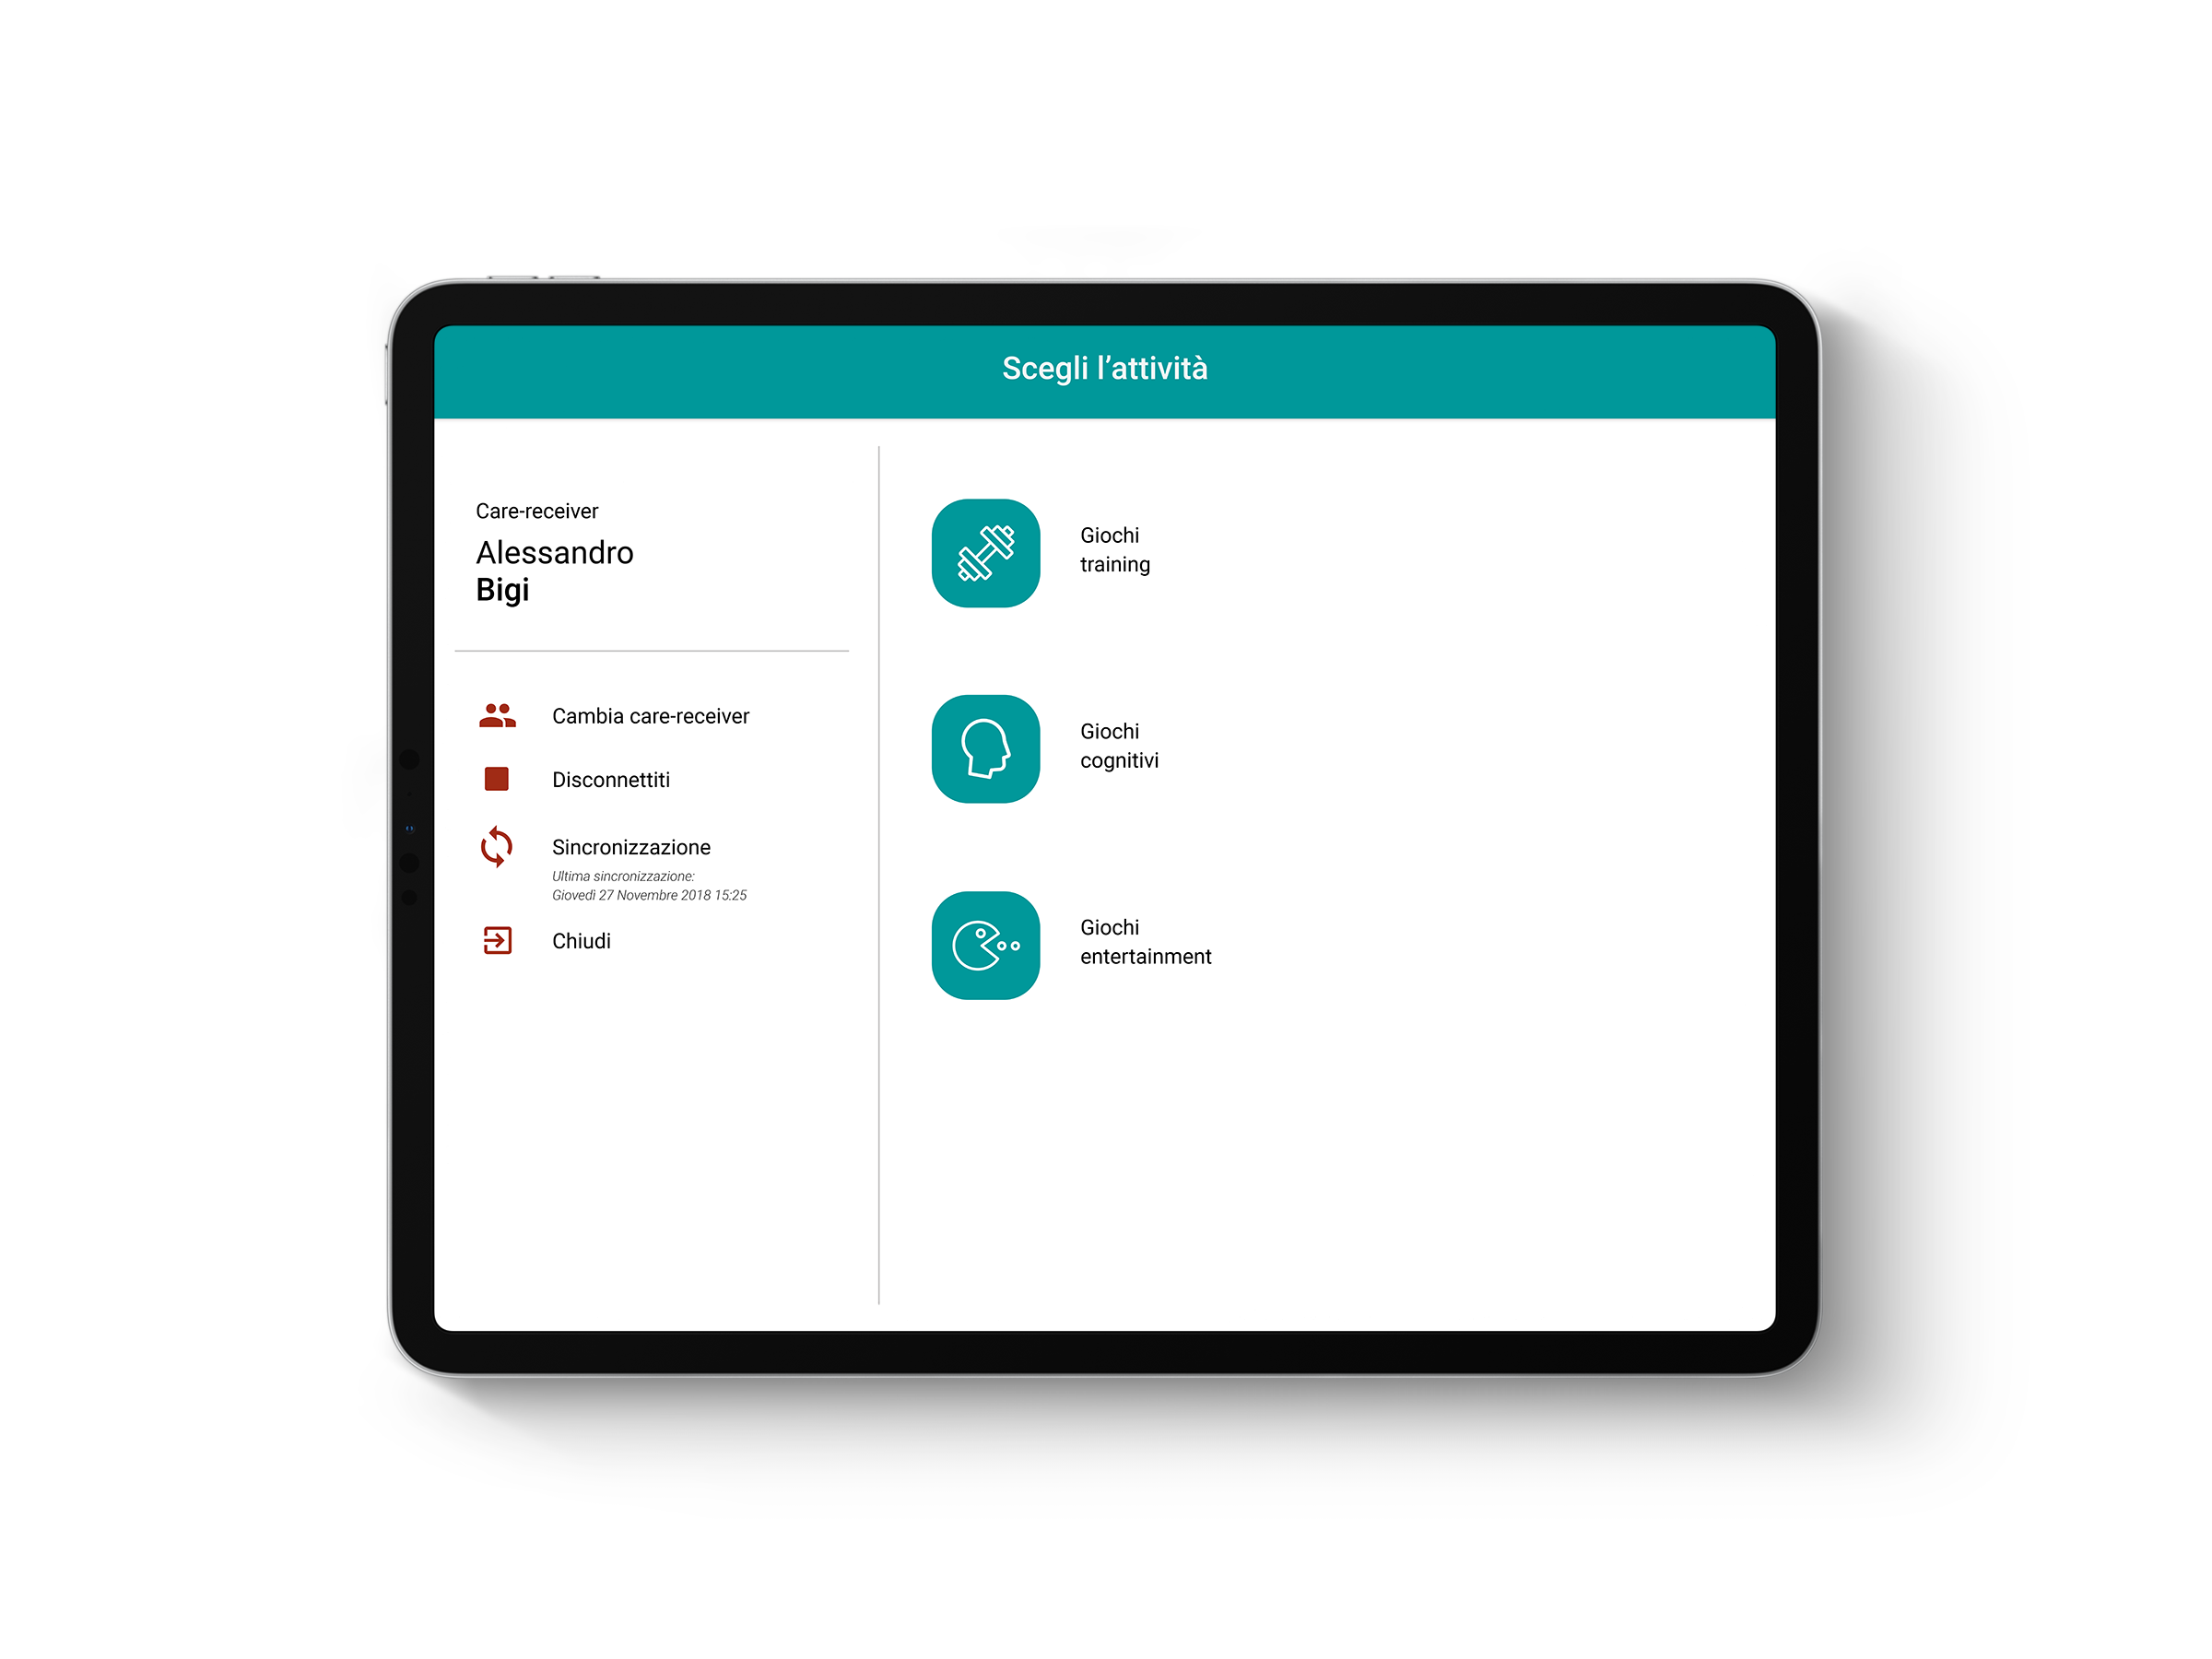 Scegli l’attività
Care-receiver
Alessandro
Bigi
Cambia care-receiver
Disconnettiti
Sincronizzazione
Ultima sincronizzazione:
Giovedì 27 Novembre 2018 15:25
Chiudi
Giochi
training
Giochi
cognitivi
Giochi
entertainment